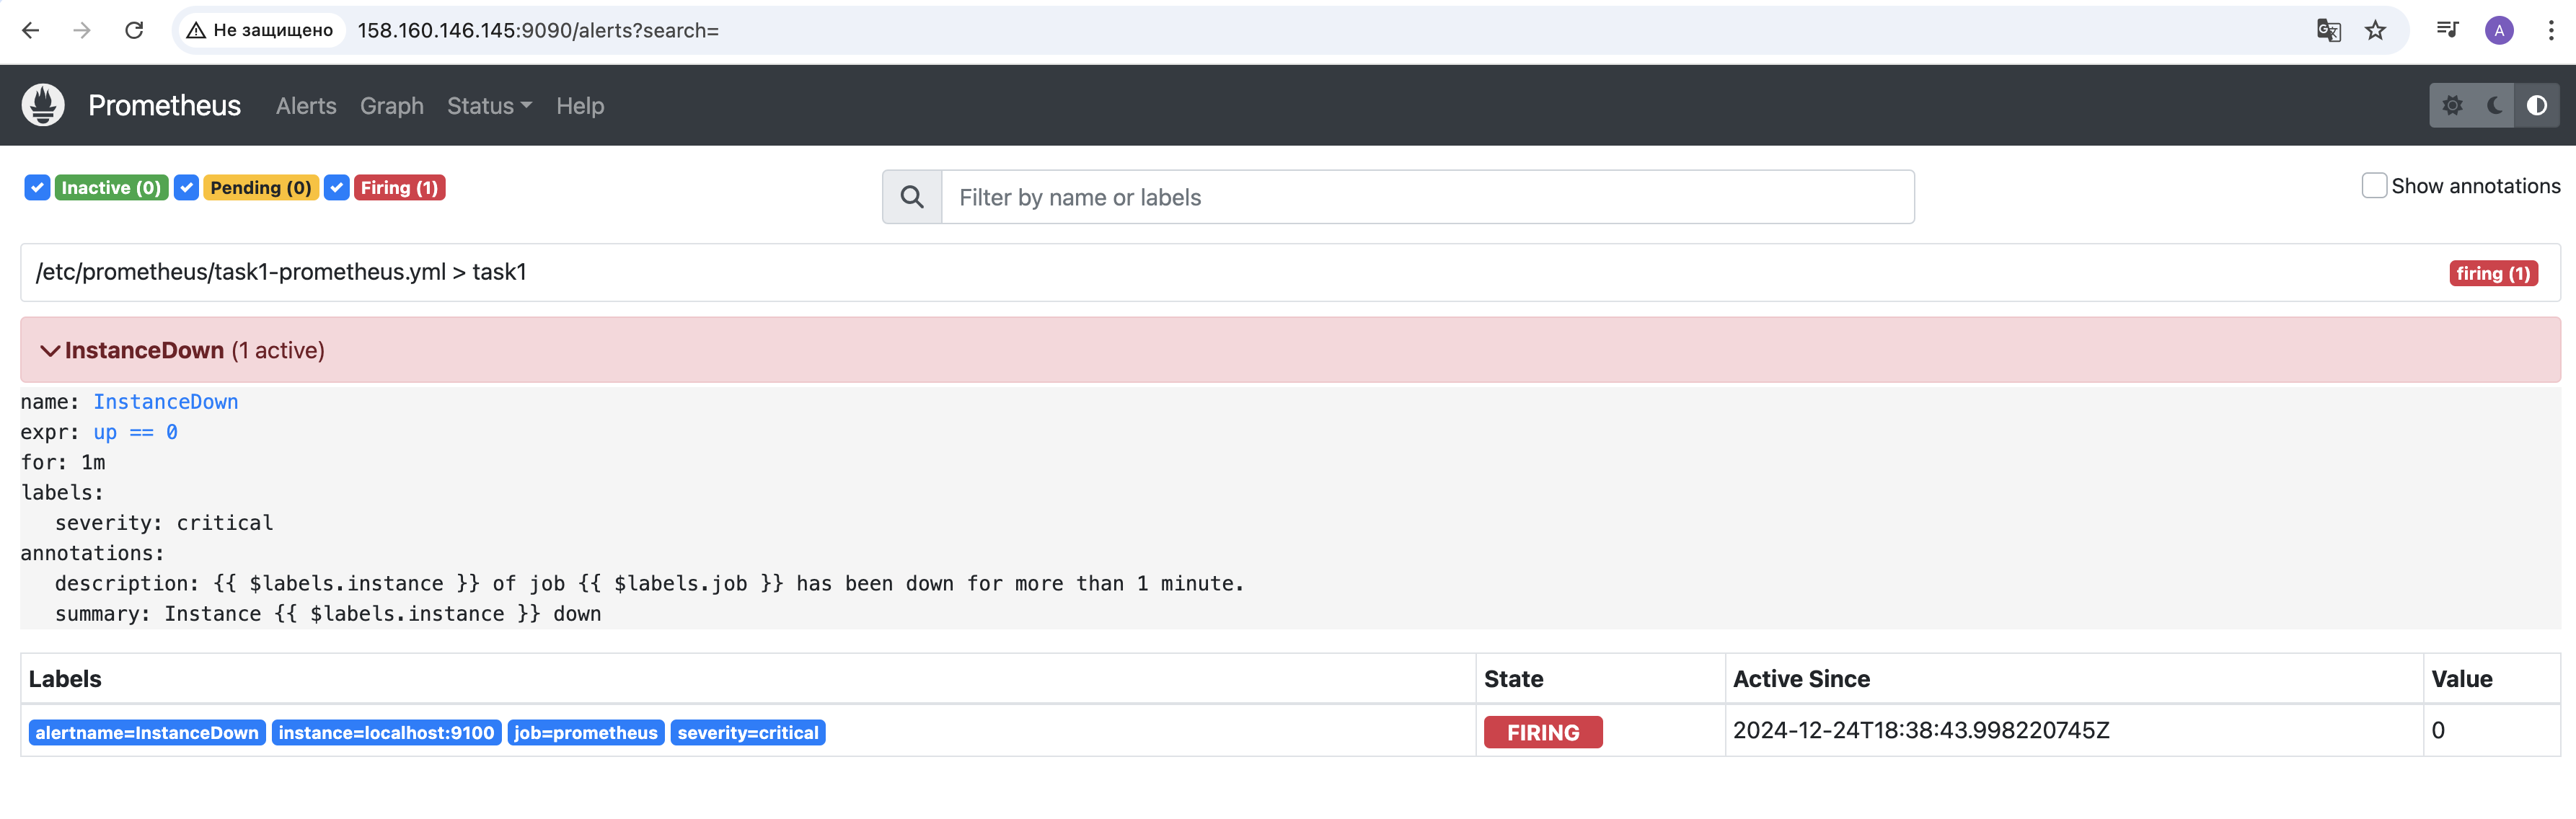 Не защищено 158.160.146.145:9090/alerts?search= A
Prometheus Alerts Graph Status Help
Inactive (0) Pending (0) Firing (1) Filter by name or labels Show annotations
/etc/prometheus/task1-prometheus.yml > task1 firing (1)
InstanceDown (1 active)
name: InstanceDown
expr: up == 0
for: 1m
labels:
severity: critical
annotations:
description: {{ $labels.instance }} of job {{ $labels.job }} has been down for more than 1 minute.
summary: Instance {{ $labels.instance }} down
Labels State Active Since Value
alertname=InstanceDown instance=localhost:9100 job=prometheus severity=critical FIRING 2024-12-24T18:38:43.998220745Z 0